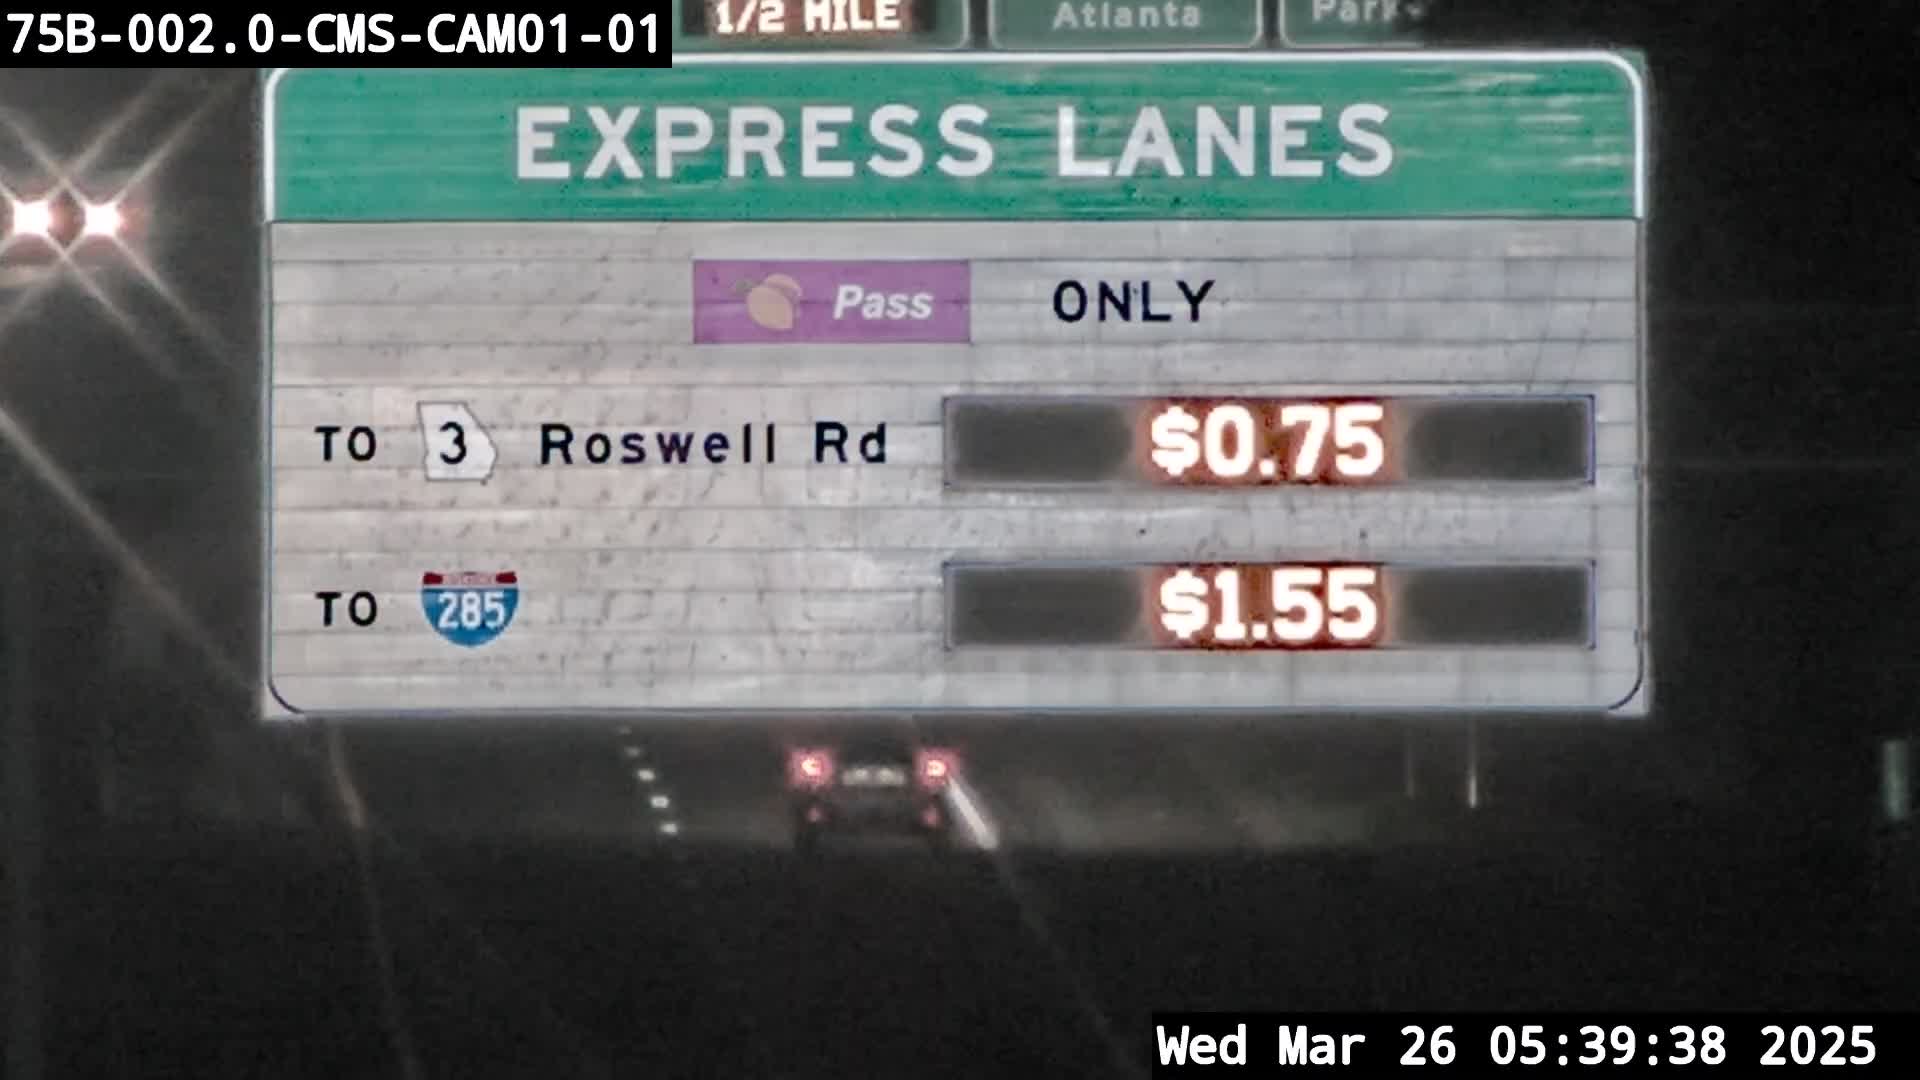 75B-002.0-CMS-CAM01-01
1/2 MILE
Atlanta
EXPRESS LANES
Pass ONLY
TO 3 Roswell Rd $0.75
TO 285 $1.55
Wed Mar 26 05:39:38 2025